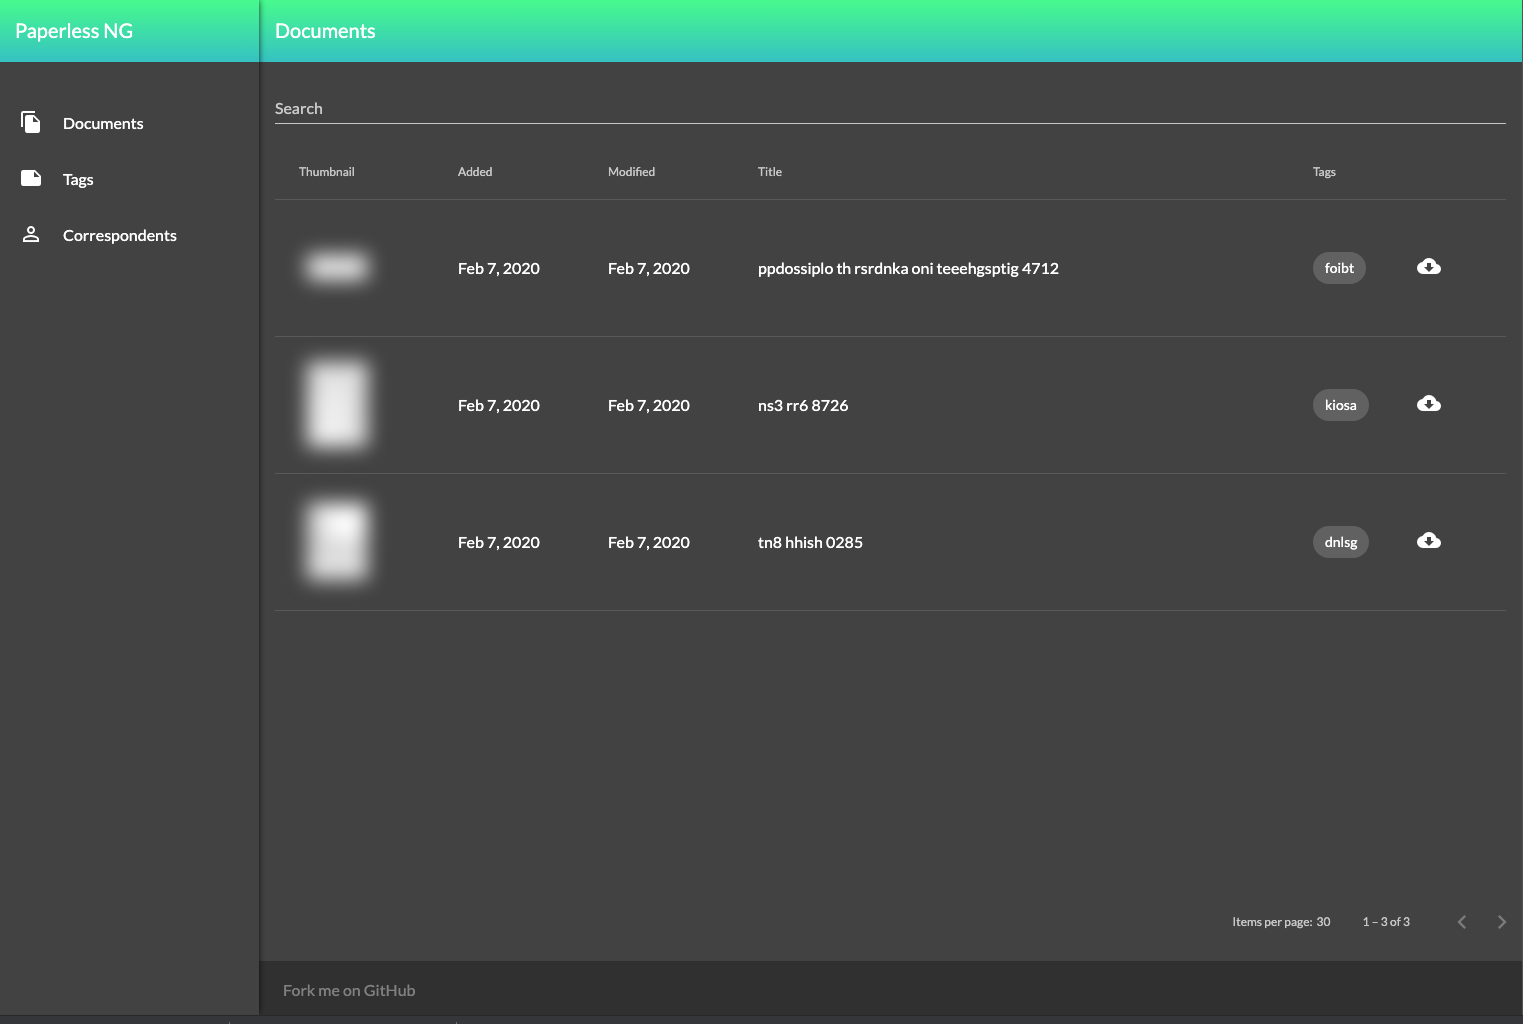 Paperless NG
Documents
Documents
Tags
Correspondents
Search
Thumbnail Added Modified Title Tags
Feb 7, 2020 Feb 7, 2020 ppdossiplo th rsrdnka oni teeehgsptig 4712 foibt
Feb 7, 2020 Feb 7, 2020 ns3 rr6 8726 kiosa
Feb 7, 2020 Feb 7, 2020 tn8 hhish 0285 dnlsg
Items per page: 30 1 – 3 of 3
Fork me on GitHub